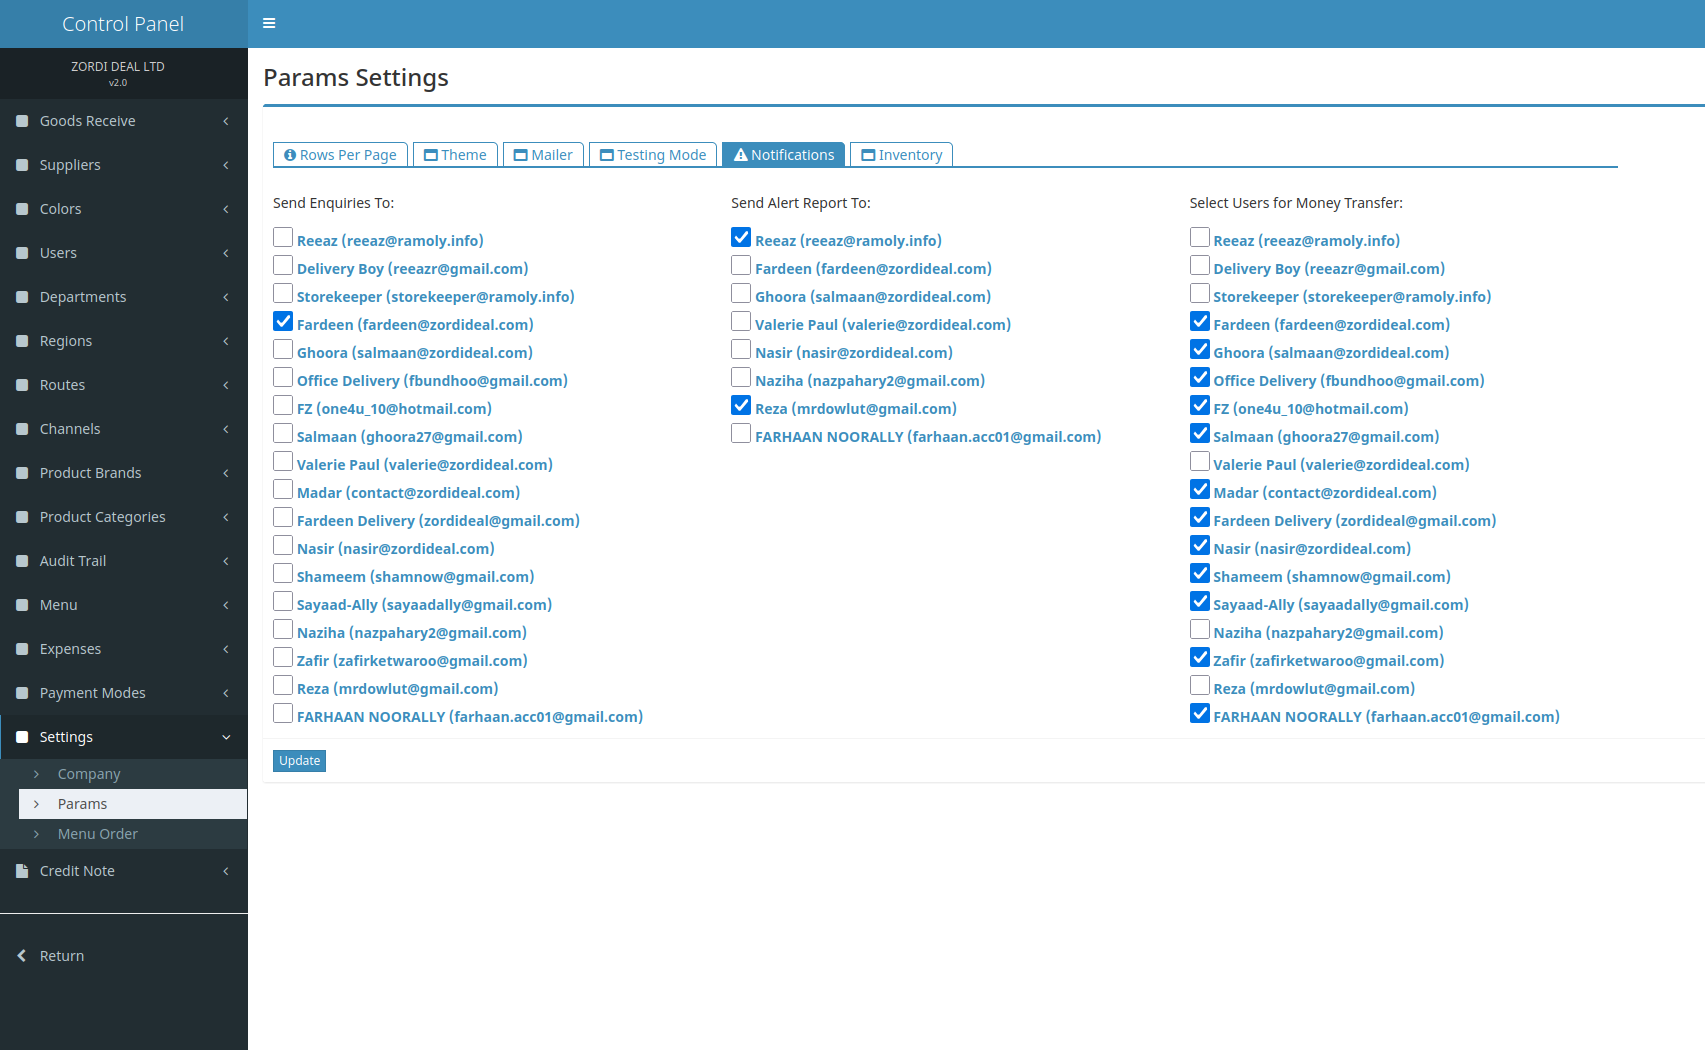 Control Panel
ZORDI DEAL LTD
v2.0
Goods Receive
Suppliers
Colors
Users
Departments
Regions
Routes
Channels
Product Brands
Product Categories
Audit Trail
Menu
Expenses
Payment Modes
Settings
Company
Params
Menu Order
Credit Note
Return
Params Settings
Rows Per Page
Theme
Mailer
Testing Mode
Notifications
Inventory
Send Enquiries To:
Reeaz (reeaz@ramoly.info)
Delivery Boy (reeazr@gmail.com)
Storekeeper (storekeeper@ramoly.info)
Fardeen (fardeen@zordideal.com)
Ghoora (salmaan@zordideal.com)
Office Delivery (fbundhoo@gmail.com)
FZ (one4u_10@hotmail.com)
Salmaan (ghoora27@gmail.com)
Valerie Paul (valerie@zordideal.com)
Madar (contact@zordideal.com)
Fardeen Delivery (zordideal@gmail.com)
Nasir (nasir@zordideal.com)
Shameem (shamnow@gmail.com)
Sayaad-Ally (sayaadally@gmail.com)
Naziha (nazpahary2@gmail.com)
Zafir (zafirketwaroo@gmail.com)
Reza (mrdowlut@gmail.com)
FARHAAN NOORALLY (farhaan.acc01@gmail.com)
Send Alert Report To:
Reeaz (reeaz@ramoly.info)
Fardeen (fardeen@zordideal.com)
Ghoora (salmaan@zordideal.com)
Valerie Paul (valerie@zordideal.com)
Nasir (nasir@zordideal.com)
Naziha (nazpahary2@gmail.com)
Reza (mrdowlut@gmail.com)
FARHAAN NOORALLY (farhaan.acc01@gmail.com)
Select Users for Money Transfer:
Reeaz (reeaz@ramoly.info)
Delivery Boy (reeazr@gmail.com)
Storekeeper (storekeeper@ramoly.info)
Fardeen (fardeen@zordideal.com)
Ghoora (salmaan@zordideal.com)
Office Delivery (fbundhoo@gmail.com)
FZ (one4u_10@hotmail.com)
Salmaan (ghoora27@gmail.com)
Valerie Paul (valerie@zordideal.com)
Madar (contact@zordideal.com)
Fardeen Delivery (zordideal@gmail.com)
Nasir (nasir@zordideal.com)
Shameem (shamnow@gmail.com)
Sayaad-Ally (sayaadally@gmail.com)
Naziha (nazpahary2@gmail.com)
Zafir (zafirketwaroo@gmail.com)
Reza (mrdowlut@gmail.com)
FARHAAN NOORALLY (farhaan.acc01@gmail.com)
Update